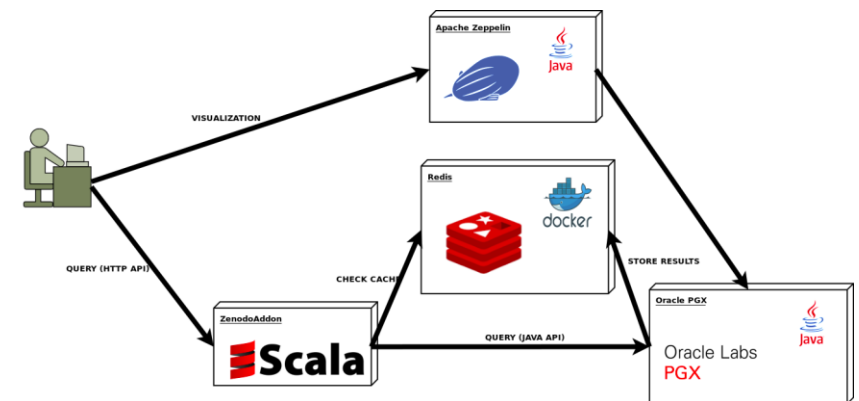 Apache Zeppelin
Java
VISUALIZATION
Redis
docker
QUERY (HTTP API)
CHECK CACHE
STORE RESULTS
ZenodoAddon
Scala
QUERY (JAVA API)
Oracle PGX
Java
Oracle Labs
PGX